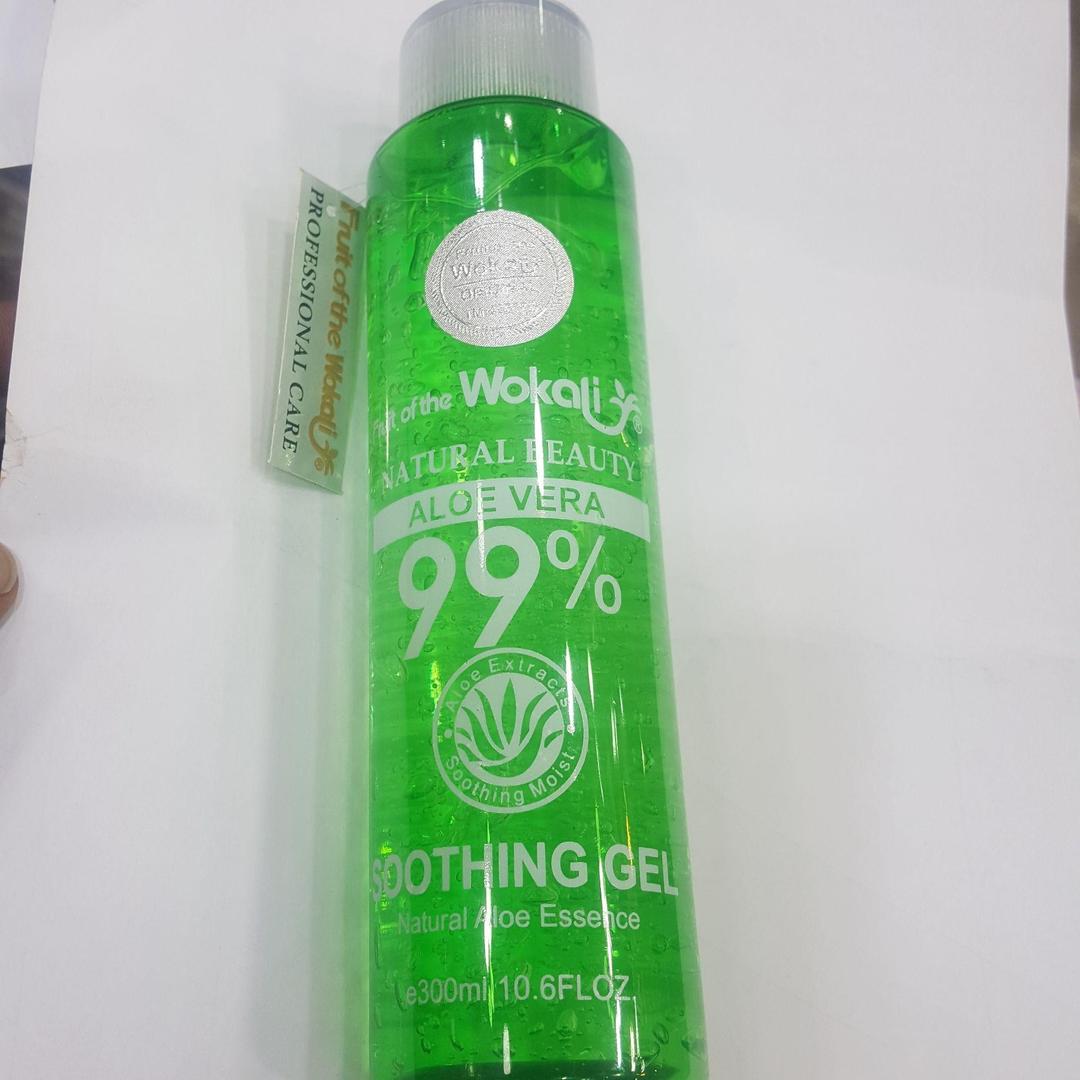 Fruit of the Wokali®
PROFESSIONAL CARE
Wokali
Fruit of the Wokali®
NATURAL BEAUTY
ALOE VERA
99%
Aloe Extracts
Soothing Moist
SOOTHING GEL
Natural Aloe Essence
e300ml 10.6FLOZ